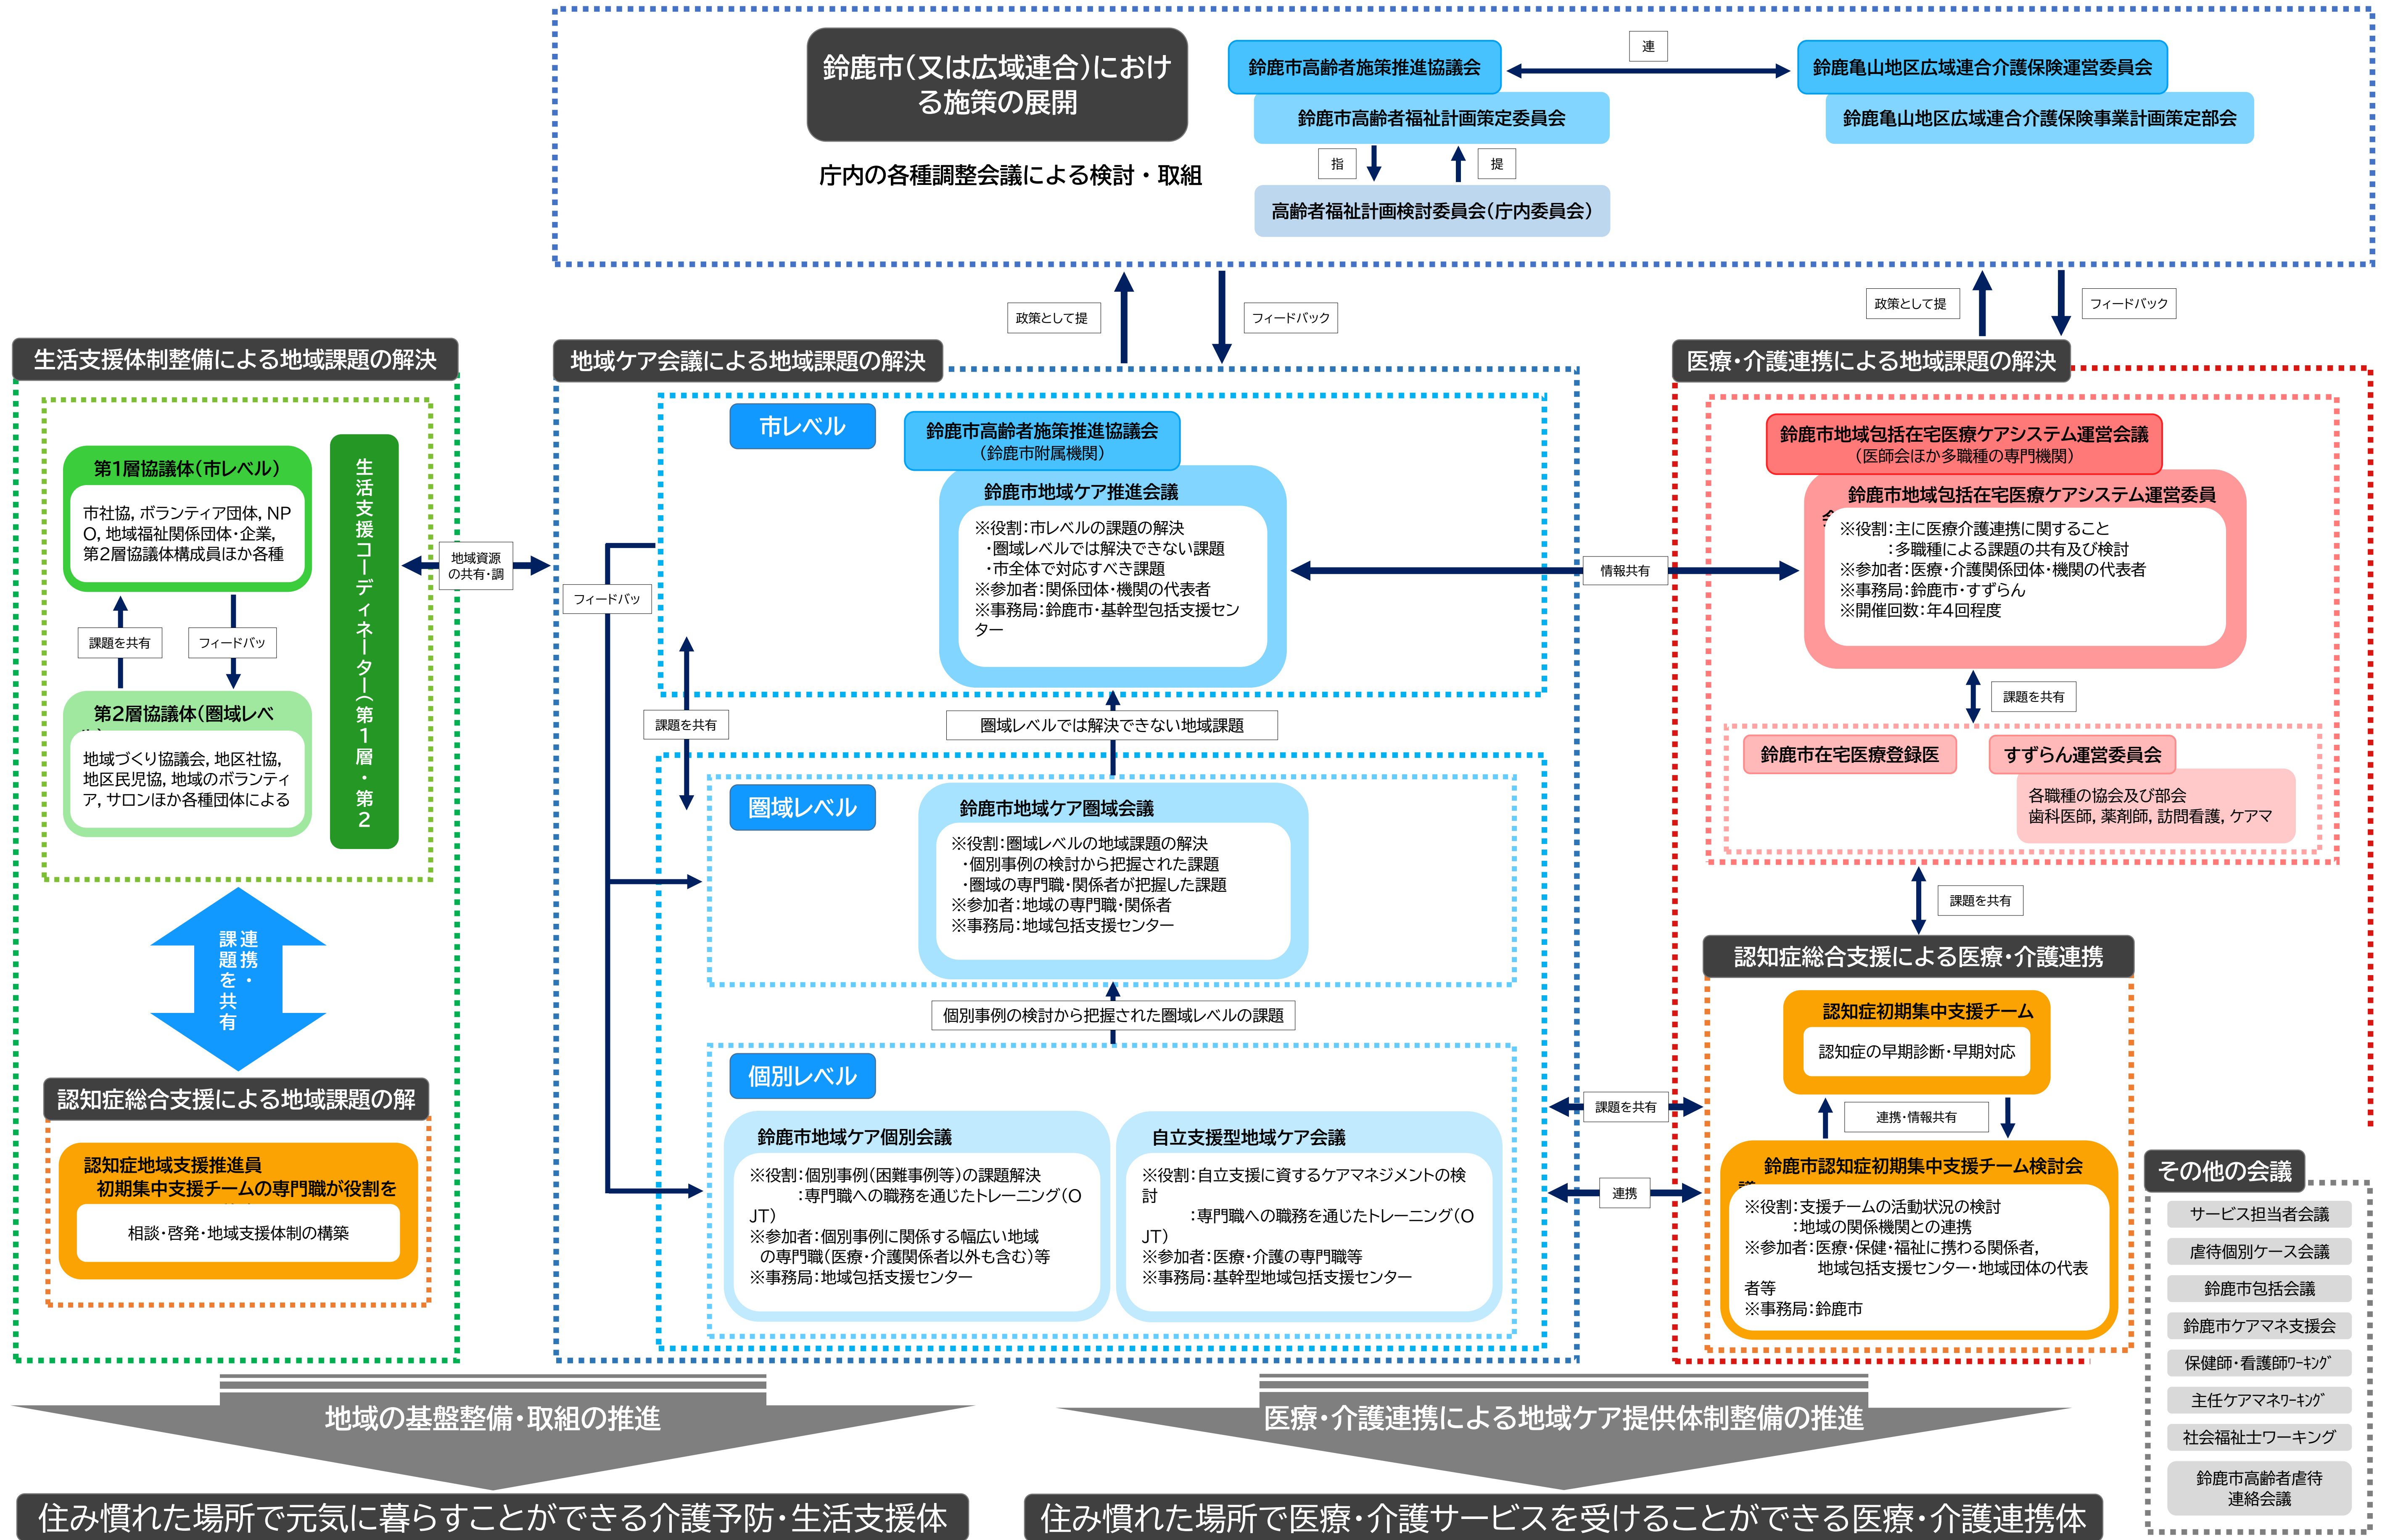 鈴鹿市（又は広域連合）におけ
る施策の展開
庁内の各種調整会議による検討・取組
鈴鹿市高齢者施策推進協議会
連
鈴鹿亀山地区広域連合介護保険運営委員会
鈴鹿市高齢者福祉計画策定委員会
鈴鹿亀山地区広域連合介護保険事業計画策定部会
指
提
高齢者福祉計画検討委員会（庁内委員会）
政策として提
フィードバック
政策として提
フィードバック
生活支援体制整備による地域課題の解決
第1層協議体（市レベル）
市社協，ボランティア団体，NP
O，地域福祉関係団体・企業，
第2層協議体構成員ほか各種
課題を共有
フィードバッ
第2層協議体（圏域レベ
地域づくり協議会，地区社協，
地区民児協，地域のボランティ
ア，サロンほか各種団体による
生活支援コーディネーター（第1層・第2
地域資源
の共有・調
連携・
課題を共有
認知症総合支援による地域課題の解
認知症地域支援推進員
初期集中支援チームの専門職が役割を
相談・啓発・地域支援体制の構築
地域ケア会議による地域課題の解決
市レベル
鈴鹿市高齢者施策推進協議会
（鈴鹿市附属機関）
鈴鹿市地域ケア推進会議
※役割：市レベルの課題の解決
・圏域レベルでは解決できない課題
・市全体で対応すべき課題
※参加者：関係団体・機関の代表者
※事務局：鈴鹿市・基幹型包括支援セン
ター
フィードバッ
課題を共有
圏域レベルでは解決できない地域課題
圏域レベル
鈴鹿市地域ケア圏域会議
※役割：圏域レベルの地域課題の解決
・個別事例の検討から把握された課題
・圏域の専門職・関係者が把握した課題
※参加者：地域の専門職・関係者
※事務局：地域包括支援センター
個別事例の検討から把握された圏域レベルの課題
個別レベル
鈴鹿市地域ケア個別会議
※役割：個別事例（困難事例等）の課題解決
：専門職への職務を通じたトレーニング（O
JT）
※参加者：個別事例に関係する幅広い地域
の専門職（医療・介護関係者以外も含む）等
※事務局：地域包括支援センター
自立支援型地域ケア会議
※役割：自立支援に資するケアマネジメントの検
討
：専門職への職務を通じたトレーニング（O
JT）
※参加者：医療・介護の専門職等
※事務局：基幹型地域包括支援センター
情報共有
課題を共有
連携
医療・介護連携による地域課題の解決
鈴鹿市地域包括在宅医療ケアシステム運営会議
（医師会ほか多職種の専門機関）
鈴鹿市地域包括在宅医療ケアシステム運営委員
※役割：主に医療介護連携に関すること
：多職種による課題の共有及び検討
※参加者：医療・介護関係団体・機関の代表者
※事務局：鈴鹿市・すずらん
※開催回数：年4回程度
課題を共有
鈴鹿市在宅医療登録医
すずらん運営委員会
各職種の協会及び部会
歯科医師，薬剤師，訪問看護，ケアマ
課題を共有
認知症総合支援による医療・介護連携
認知症初期集中支援チーム
認知症の早期診断・早期対応
連携・情報共有
鈴鹿市認知症初期集中支援チーム検討会
※役割：支援チームの活動状況の検討
：地域の関係機関との連携
※参加者：医療・保健・福祉に携わる関係者，
地域包括支援センター・地域団体の代表
者等
※事務局：鈴鹿市
その他の会議
サービス担当者会議
虐待個別ケース会議
鈴鹿市包括会議
鈴鹿市ケアマネ支援会
保健師・看護師ﾜｰｷﾝｸﾞ
主任ケアマネﾜｰｷﾝｸﾞ
社会福祉士ワーキング
鈴鹿市高齢者虐待
連絡会議
地域の基盤整備・取組の推進
医療・介護連携による地域ケア提供体制整備の推進
住み慣れた場所で元気に暮らすことができる介護予防・生活支援体
住み慣れた場所で医療・介護サービスを受けることができる医療・介護連携体